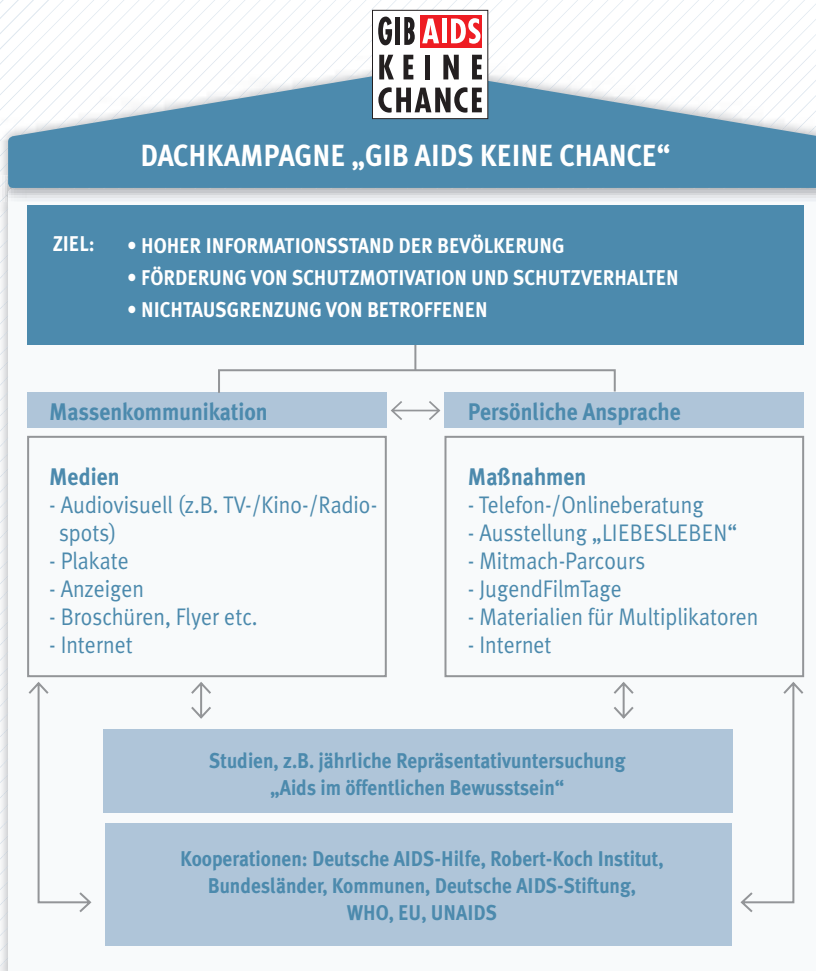 GIB AIDS
KEINE
CHANCE
DACHKAMPAGNE „GIB AIDS KEINE CHANCE“
ZIEL: • HOHER INFORMATIONSSTAND DER BEVÖLKERUNG
• FÖRDERUNG VON SCHUTZMOTIVATION UND SCHUTZVERHALTEN
• NICHTAUSGRENZUNG VON BETROFFENEN
Massenkommunikation
Medien
- Audiovisuell (z.B. TV-/Kino-/Radio-
spots)
- Plakate
- Anzeigen
- Broschüren, Flyer etc.
- Internet
Persönliche Ansprache
Maßnahmen
- Telefon-/Onlineberatung
- Ausstellung „LIEBESLEBEN“
- Mitmach-Parcours
- JugendFilmTage
- Materialien für Multiplikatoren
- Internet
Studien, z.B. jährliche Repräsentativuntersuchung
„Aids im öffentlichen Bewusstsein“
Kooperationen: Deutsche AIDS-Hilfe, Robert-Koch Institut,
Bundesländer, Kommunen, Deutsche AIDS-Stiftung,
WHO, EU, UNAIDS